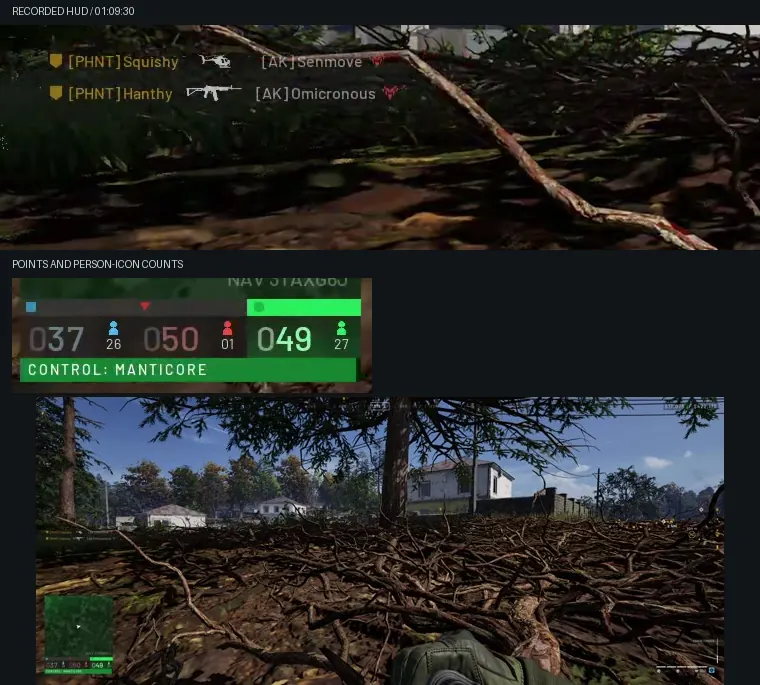 RECORDED HUD / 01:09:30
[PHNT]Squishy [AK]Senmove
[PHNT]Hanthy [AK]Omicronous
POINTS AND PERSON-ICON COUNTS
037 26 050 01 049 27
CONTROL: MANTICORE